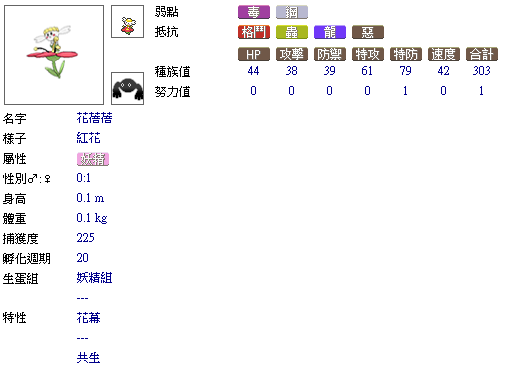 弱點 毒 鋼
抵抗 格鬥 蟲 龍 惡
HP 攻擊 防禦 特攻 特防 速度 合計
種族值 44 38 39 61 79 42 303
努力值 0 0 0 0 1 0 1
名字 花蓓蓓
樣子 紅花
屬性 妖精
性別♂:♀ 0:1
身高 0.1 m
體重 0.1 kg
捕獲度 225
孵化週期 20
生蛋組 妖精組
---
特性 花幕
---
共生